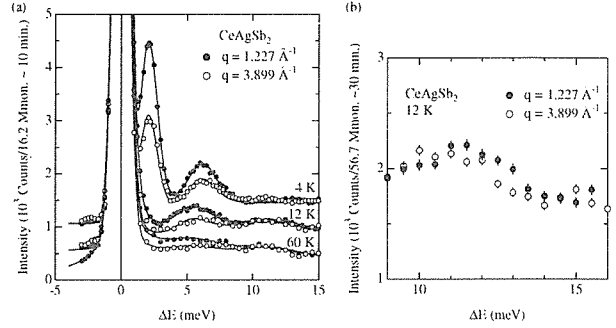 (a)
5
4
3
2
1
0
-5
0
5
10
15
ΔE (meV)
Intensity (10³ Counts/16.2 Mmon. ~ 10 min.)
CeAgSb₂
q = 1.227 Å⁻¹
q = 3.899 Å⁻¹
4 K
12 K
60 K
(b)
3
2
1
10
15
ΔE (meV)
Intensity (10³ Counts/56.7 Mmon. ~30 min.)
CeAgSb₂
12 K
q = 1.227 Å⁻¹
q = 3.899 Å⁻¹